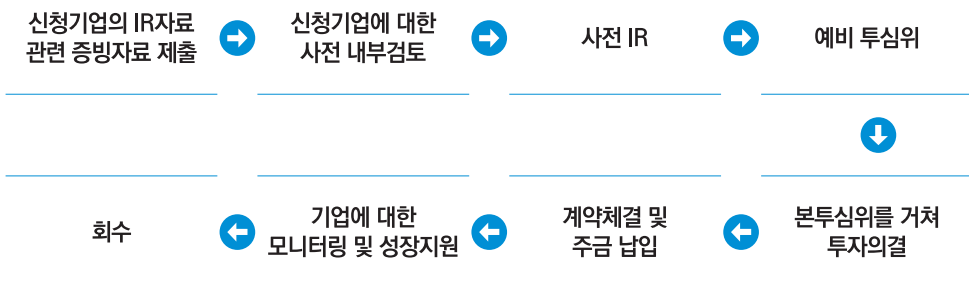 신청기업의 IR자료
관련 증빙자료 제출
신청기업에 대한
사전 내부검토
사전 IR
예비 투심위
본투심위를 거쳐
투자의결
계약체결 및
주금 납입
기업에 대한
모니터링 및 성장지원
회수